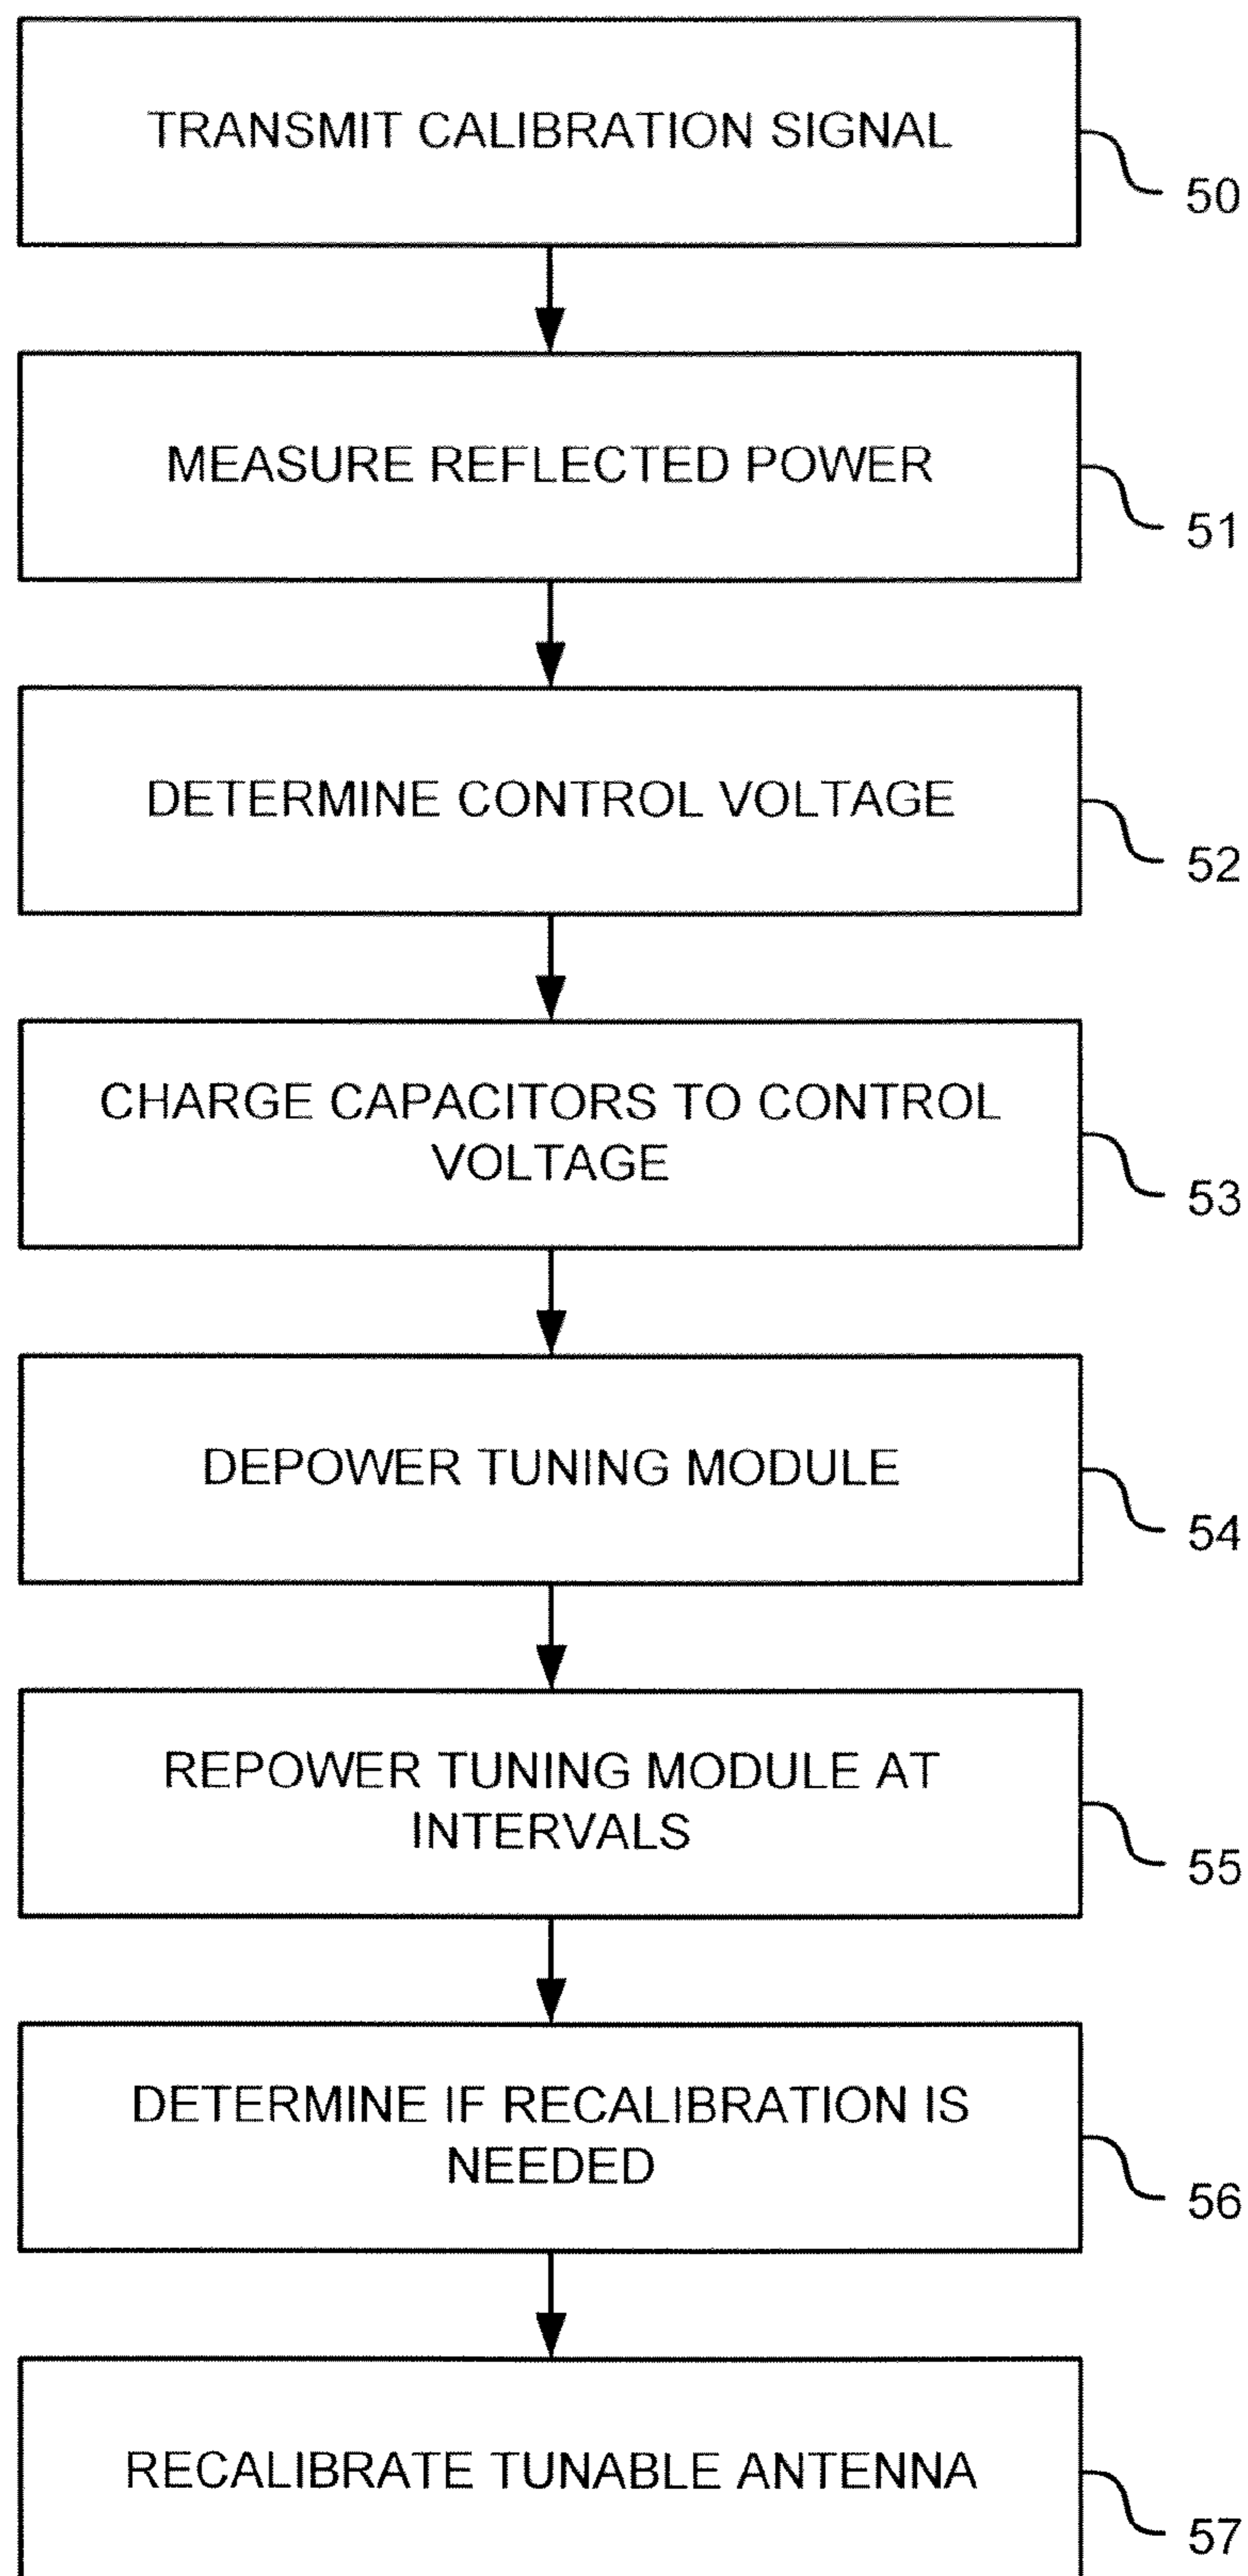 TRANSMIT CALIBRATION SIGNAL
50
MEASURE REFLECTED POWER
51
DETERMINE CONTROL VOLTAGE
52
CHARGE CAPACITORS TO CONTROL
VOLTAGE
53
DEPOWER TUNING MODULE
54
REPOWER TUNING MODULE AT
INTERVALS
55
DETERMINE IF RECALIBRATION IS
NEEDED
56
RECALIBRATE TUNABLE ANTENNA
57